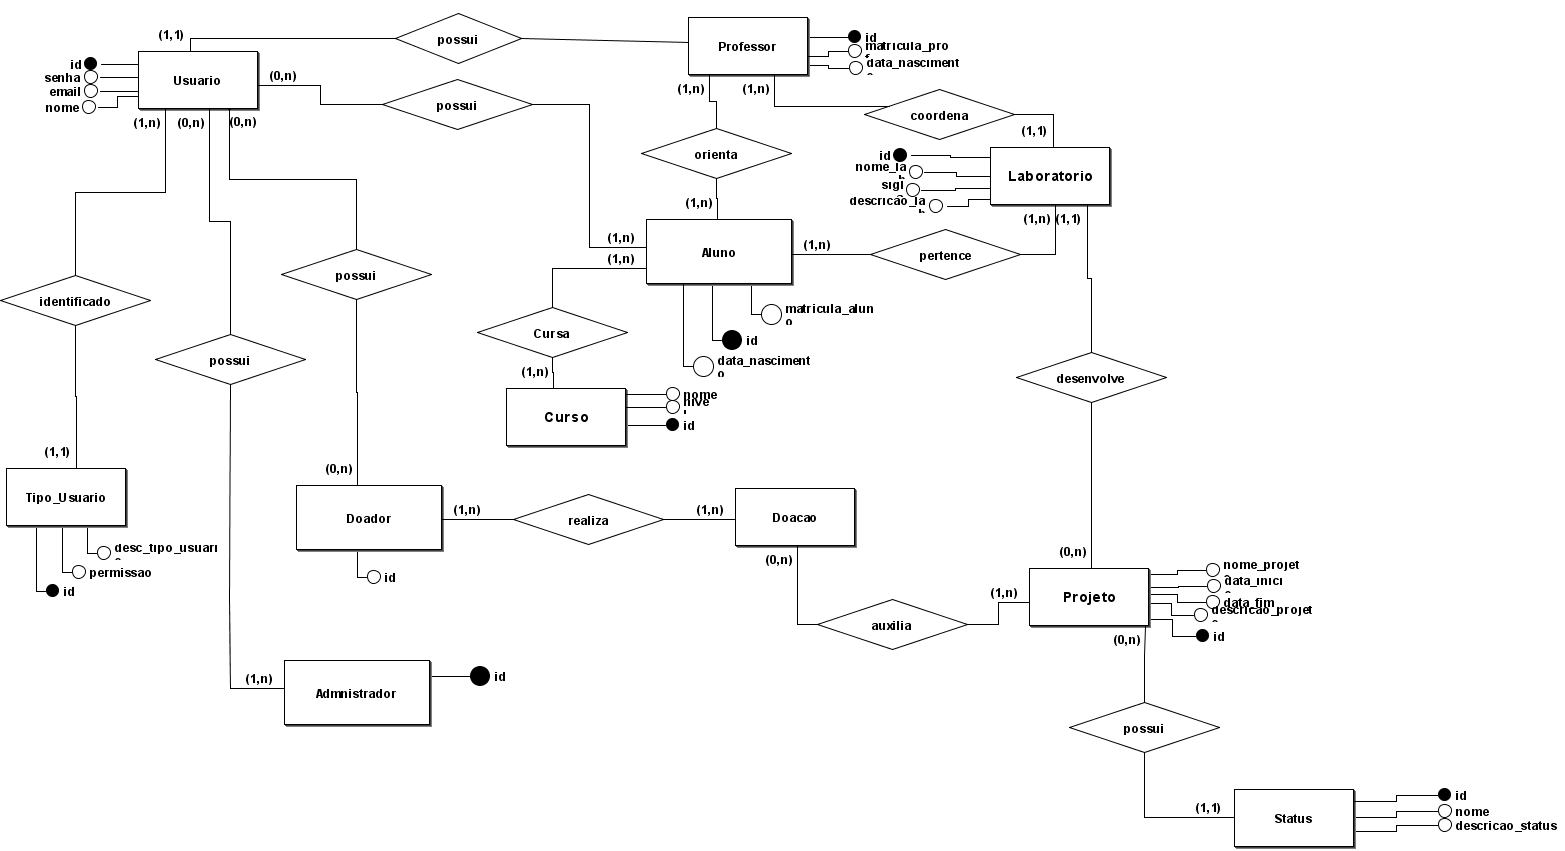 (1,1)
possui
Professor
id
matricula_pro
data_nasciment
id
senha
email
nome
Usuario
(0,n)
possui
(1,n)
(1,n)
coordena
(1,n)
(0,n)
(0,n)
(1,1)
orienta
id
nome_la
sigl
descricao_la
Laboratorio
(1,n)
(1,n)
(1,1)
(1,n)
Aluno
(1,n)
pertence
(1,n)
possui
identificado
matricula_alun
o
id
data_nasciment
o
Cursa
possui
(1,n)
desenvolve
Curso
nome
nive
id
(1,1)
Tipo_Usuario
(0,n)
Doador
(1,n)
realiza
(1,n)
Doacao
desc_tipo_usuari
permissao
id
id
(0,n)
(0,n)
auxilia
(1,n)
Projeto
nome_projet
data_inici
data_fim
descricao_projet
id
(0,n)
(1,n)
Admnistrador
id
possui
(1,1)
Status
id
nome
descricao_status